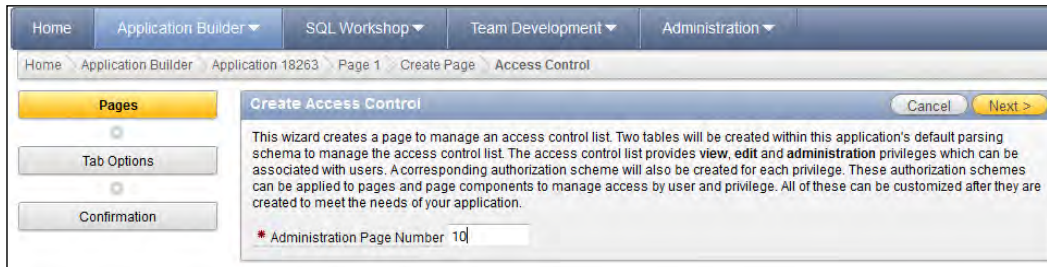 Home Application Builder SQL Workshop Team Development Administration
Home Application Builder Application 18263 Page 1 Create Page Access Control
Pages
Tab Options
Confirmation
Create Access Control
Cancel Next >
This wizard creates a page to manage an access control list. Two tables will be created within this application's default parsing
schema to manage the access control list. The access control list provides view, edit and administration privileges which can be
associated with users. A corresponding authorization scheme will also be created for each privilege. These authorization schemes
can be applied to pages and page components to manage access by user and privilege. All of these can be customized after they are
created to meet the needs of your application.
* Administration Page Number 10